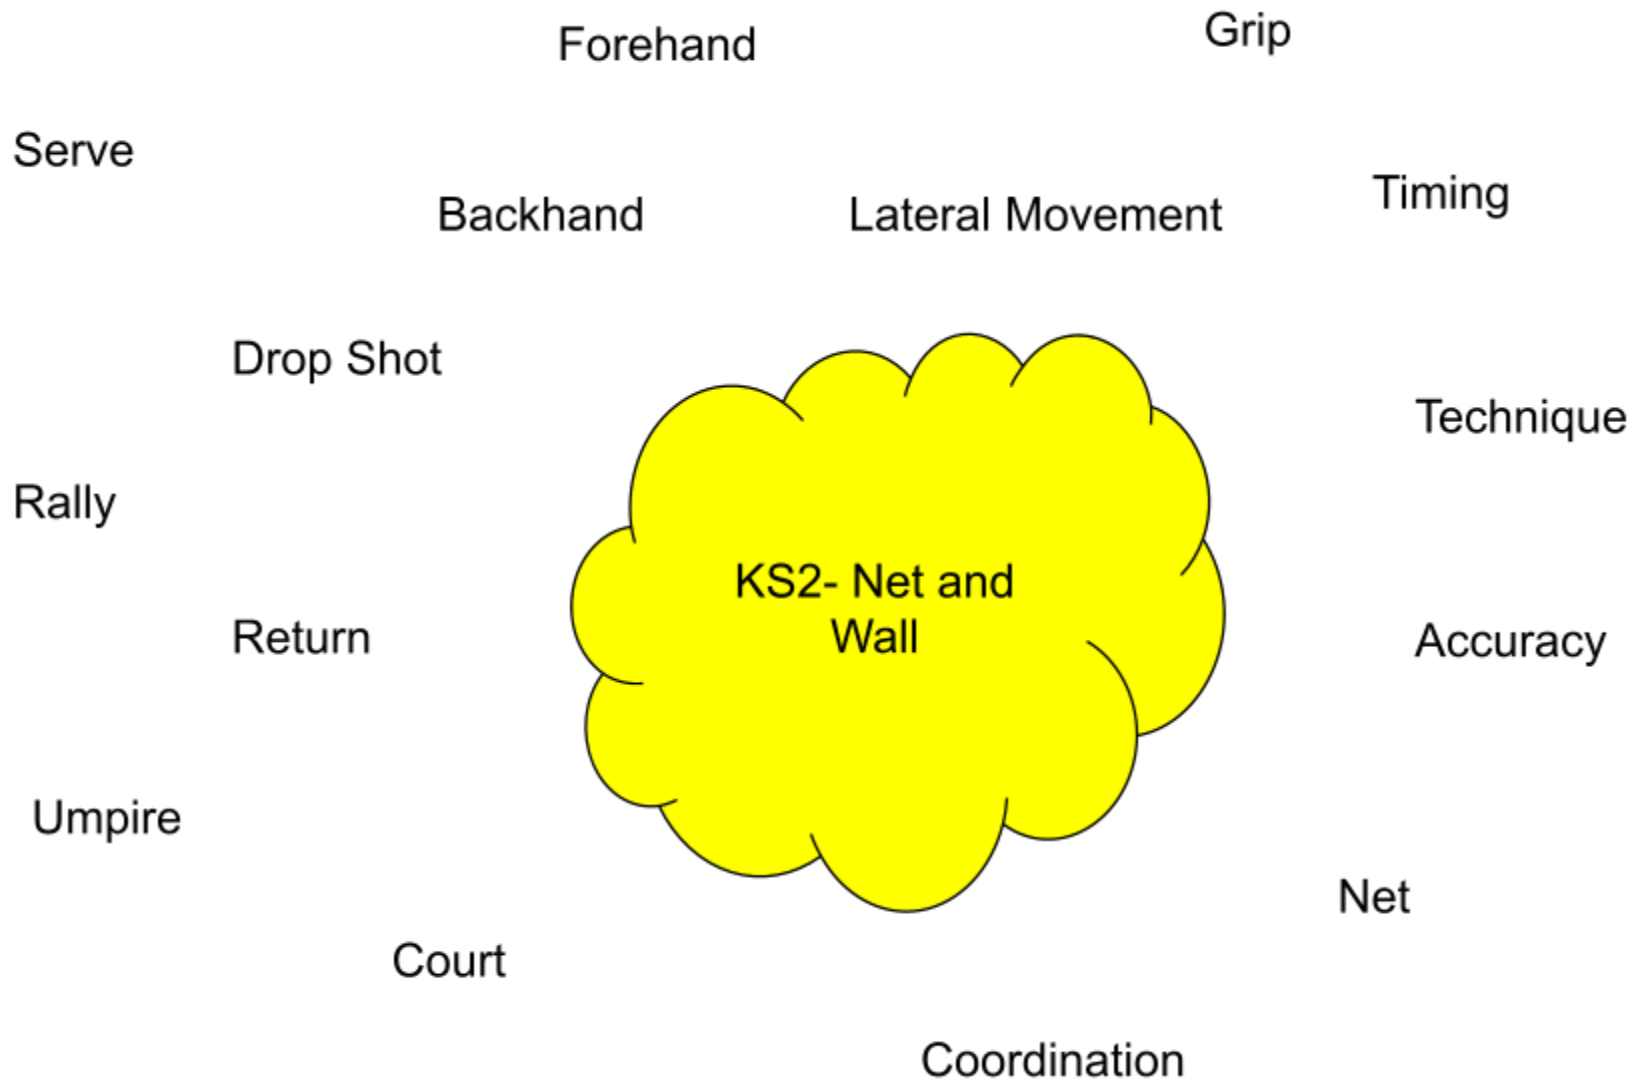 Forehand
Grip
Serve
Backhand
Lateral Movement
Timing
Drop Shot
Technique
Rally
KS2- Net and
Wall
Return
Accuracy
Umpire
Net
Court
Coordination